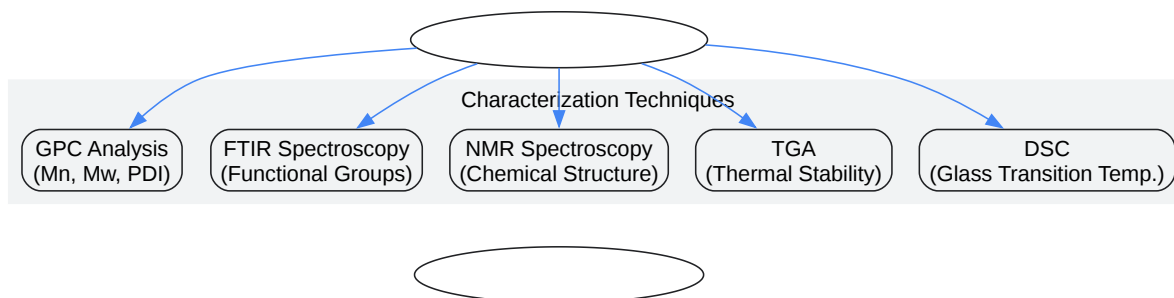 Characterization Techniques
GPC Analysis
(Mn, Mw, PDI)
FTIR Spectroscopy
(Functional Groups)
NMR Spectroscopy
(Chemical Structure)
TGA
(Thermal Stability)
DSC
(Glass Transition Temp.)